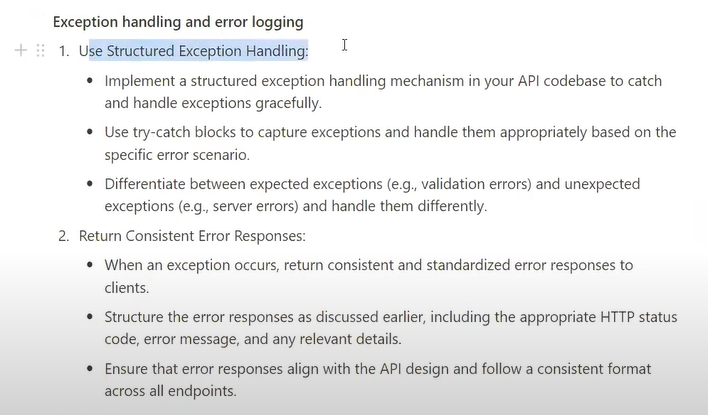 Exception handling and error logging
1. Use Structured Exception Handling:
• Implement a structured exception handling mechanism in your API codebase to catch
and handle exceptions gracefully.
• Use try-catch blocks to capture exceptions and handle them appropriately based on the
specific error scenario.
• Differentiate between expected exceptions (e.g., validation errors) and unexpected
exceptions (e.g., server errors) and handle them differently.
2. Return Consistent Error Responses:
• When an exception occurs, return consistent and standardized error responses to
clients.
• Structure the error responses as discussed earlier, including the appropriate HTTP status
code, error message, and any relevant details.
• Ensure that error responses align with the API design and follow a consistent format
across all endpoints.